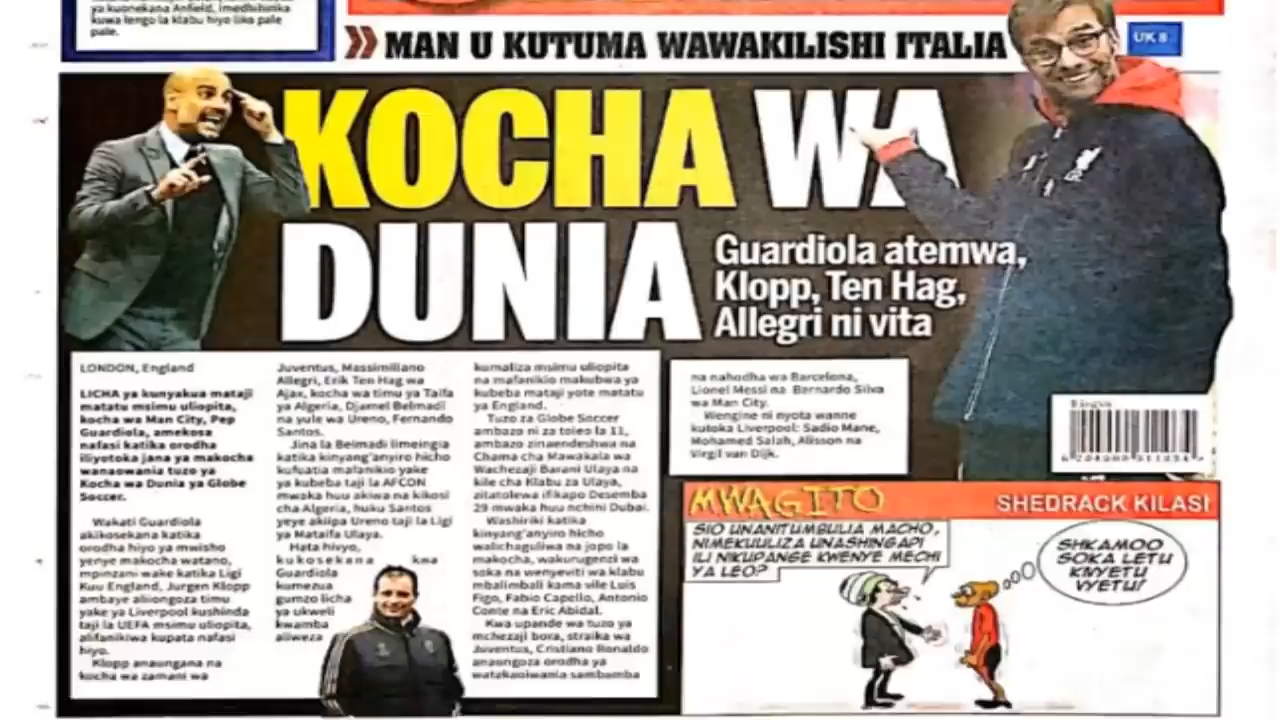 ya kuonekana Anfield, imedhihirika
kuwa lengo la klabu hiyo liko pale
pale.
MAN U KUTUMA WAWAKILISHI ITALIA
UK 8
KOCHA WA
DUNIA
Guardiola atemwa,
Klopp, Ten Hag,
Allegri ni vita
LONDON, England
LICHA ya kunyakua mataji
matatu msimu uliopita,
kocha wa Man City, Pep
Guardiola, amekosa
nafasi katika orodha
iliyotoka jana ya makocha
wanaowania tuzo ya
Kocha wa Dunia ya Globe
Soccer.
Wakati Guardiola
akikosekana katika
orodha hiyo ya mwisho
yenye makocha watano,
mpinzani wake katika Ligi
Kuu England, Jurgen Klopp
ambaye aliiongoza timu
yake ya Liverpool kushinda
taji la UEFA msimu uliopita,
alifanikiwa kupata nafasi
hiyo.
Klopp anaungana na
kocha wa zamani wa
Juventus, Massimiliano
Allegri, Erik Ten Hag wa
Ajax, kocha wa timu ya Taifa
ya Algeria, Djamel Belmadi
na yule wa Ureno, Fernando
Santos.
Jina la Belmadi limeingia
katika kinyang'anyiro hicho
kufuatia mafanikio yake
ya kubeba taji la AFCON
mwaka huu akiwa na kikosi
cha Algeria, huku Santos
yeye akiipa Ureno taji la Ligi
ya Mataifa Ulaya.
Hata hivyo,
kukosekana kwa
Guardiola
kumezua
gumzo licha
ya ukweli
kwamba
aliweza
kumaliza msimu uliopita
na mafanikio makubwa ya
kubeba mataji yote matatu
ya England.
Tuzo za Globe Soccer
ambazo ni za toleo la 11,
ambazo zinaendeshwa na
Chama cha Mawakala wa
Wachezaji Barani Ulaya na
kile cha Klabu za Ulaya,
zitatolewa ifikapo Desemba
29 mwaka huu nchini Dubai.
Washiriki katika
kinyang'anyiro hicho
walichaguliwa na jopo la
makocha, wakurugenzi wa
soka na wenyeviti wa klabu
mbalimbali kama vile Luis
Figo, Fabio Capello, Antonio
Conte na Eric Abidal.
Kwa upande wa tuzo ya
mchezaji bora, straika wa
Juventus, Cristiano Ronaldo
anaongoza orodha ya
watakaoiwania sambamba
na nahodha wa Barcelona,
Lionel Messi na Bernardo Silva
wa Man City.
Wengine ni nyota wanne
kutoka Liverpool: Sadio Mane,
Mohamed Salah, Alisson na
Virgil van Dijk.
MWAGITO
SHEDRACK KILASI
SIO UNANITUMBULIA MACHO,
NIMEKUULIZA UNASHINGAPI
ILI NIKUPANGE KWENYE MECHI
YA LEO?
SHKAMOO
SOKA LETU
KIVYETU
VYETU!